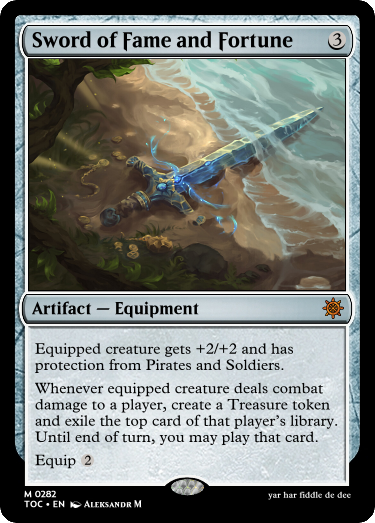 Sword of Fame and Fortune 3
Artifact — Equipment
Equipped creature gets +2/+2 and has
protection from Pirates and Soldiers.
Whenever equipped creature deals combat
damage to a player, create a Treasure token
and exile the top card of that player's library.
Until end of turn, you may play that card.
Equip 2
M 0282
TOC • EN Aleksandr M
yar har fiddle de dee